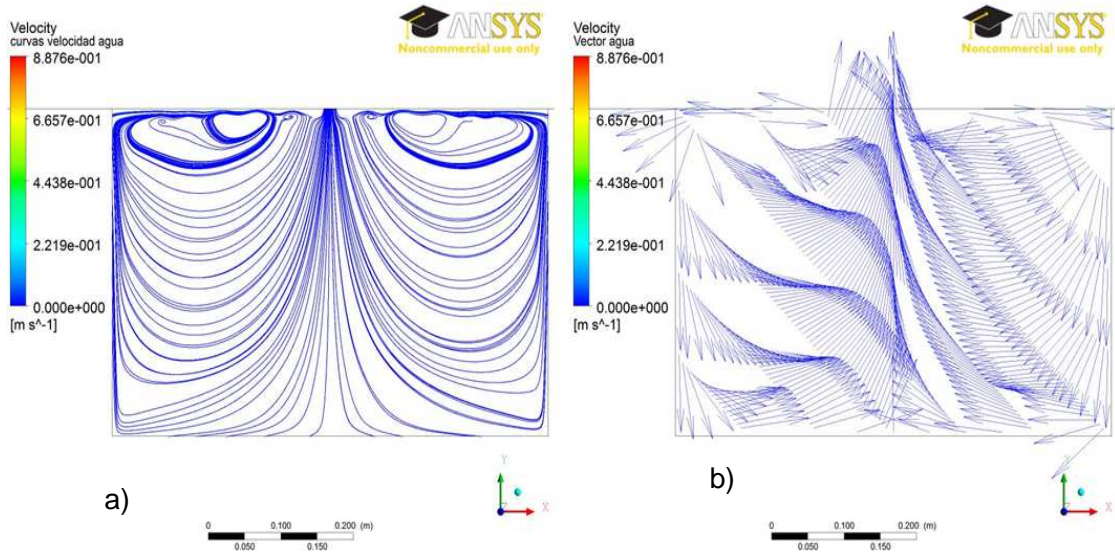 Velocity
curvas velocidad agua
8.876e-001
6.657e-001
4.438e-001
2.219e-001
0.000e+000
[m s^-1]
ANSYS
Noncommercial use only
Y
X
0 0.100 0.200 (m)
0.050 0.150
a)
Velocity
Vector agua
8.876e-001
6.657e-001
4.438e-001
2.219e-001
0.000e+000
[m s^-1]
ANSYS
Noncommercial use only
Y
X
0 0.100 0.200 (m)
0.050 0.150
b)